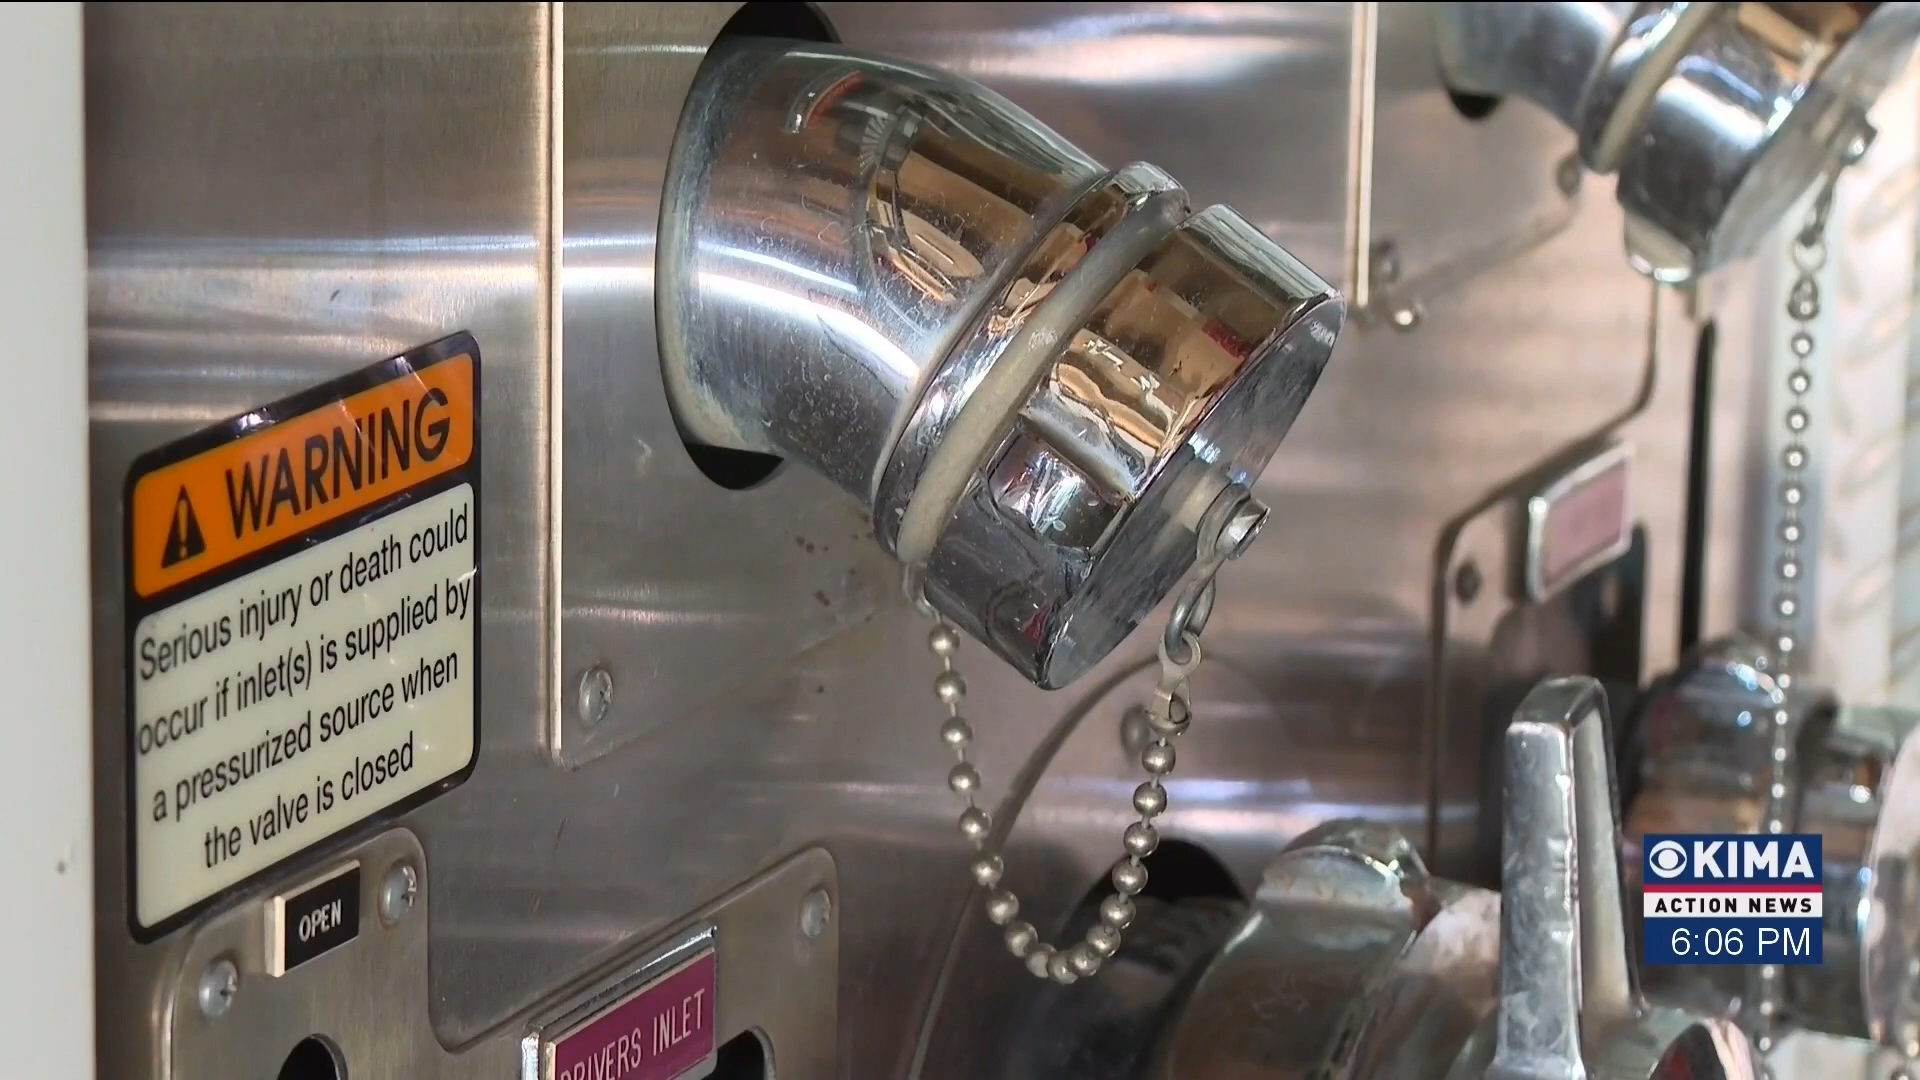 WARNING
Serious injury or death could
occur if inlet(s) is supplied by
a pressurized source when
the valve is closed
OPEN
DRIVERS INLET
KIMA
ACTION NEWS
6:06 PM